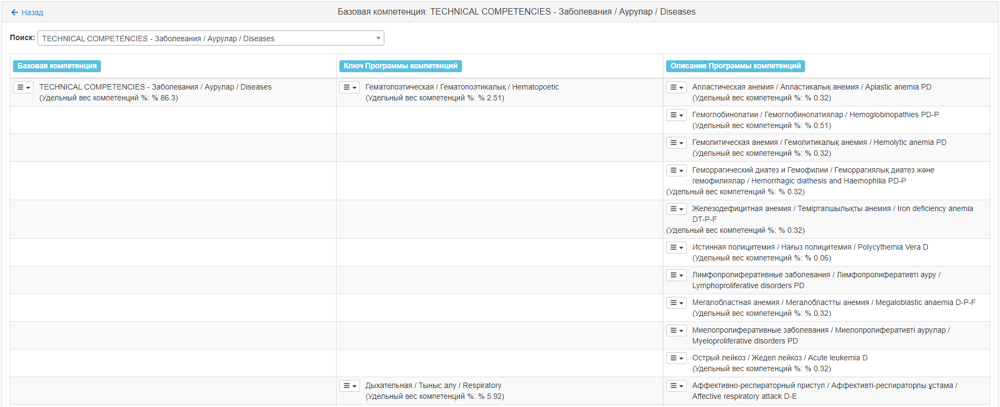 Назад
Базовая компетенция: TECHNICAL COMPETENCIES - Заболевания / Аурулар / Diseases
Поиск: TECHNICAL COMPETENCIES - Заболевания / Аурулар / Diseases
Базовая компетенция
Ключ Программы компетенций
Описание Программы компетенций
TECHNICAL COMPETENCIES - Заболевания / Аурулар / Diseases
(Удельный вес компетенций %: % 86.3)
Гематопоэтическая / Гематопоэтикалық / Hematopoetic
(Удельный вес компетенций %: % 2.51)
Апластическая анемия / Апластикалық анемия / Aplastic anemia PD
(Удельный вес компетенций %: % 0.32)
Гемоглобинопатии / Гемоглобинопатиялар / Hemoglobinopathies PD-P
(Удельный вес компетенций %: % 0.51)
Гемолитическая анемия / Гемолитикалық анемия / Hemolytic anemia PD
(Удельный вес компетенций %: % 0.32)
Геморрагический диатез и Гемофилии / Геморрагиялық диатез және
гемофилиялар / Hemorrhagic diathesis and Haemophilia PD-P
(Удельный вес компетенций %: % 0.32)
Железодефицитная анемия / Теміртапшылықты анемия / Iron deficiency anemia
DT-P-F
(Удельный вес компетенций %: % 0.32)
Истинная полицитемия / Нағыз полицитемия / Polycythemia Vera D
(Удельный вес компетенций %: % 0.06)
Лимфопролиферативные заболевания / Лимфопролиферативті ауру /
Lymphoproliferative disorders PD
Мегалобластная анемия / Мегалобластты анемия / Megaloblastic anaemia D-P-F
(Удельный вес компетенций %: % 0.32)
Миелопролиферативные заболевания / Миелопролиферативті аурулар /
Myeloproliferative disorders PD
Острый лейкоз / Жедел лейкоз / Acute leukemia D
(Удельный вес компетенций %: % 0.32)
Дыхательная / Тыныс алу / Respiratory
(Удельный вес компетенций %: % 5.92)
Аффективно-респираторный приступ / Аффективті-респираторлы ұстама /
Affective respiratory attack D-E